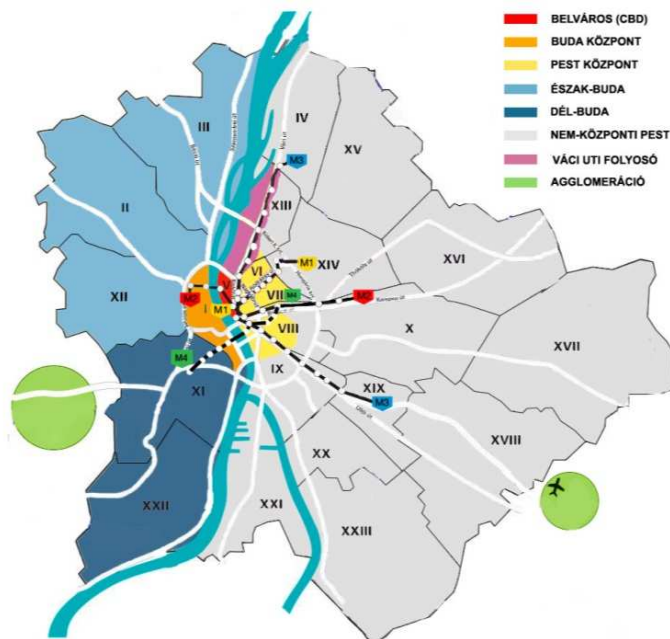 BELVÁROS (CBD)
BUDA KÖZPONT
PEST KÖZPONT
ÉSZAK-BUDA
DÉL-BUDA
NEM-KÖZPONTI PEST
VÁCI UTI FOLYOSÓ
AGGLOMERÁCIÓ
III
IV
XV
M3
II
XIII
VI
M1
XIV
XVI
XII
V
M2
I
M1
VII
M4
M2
VIII
X
XVII
M4
IX
XI
XIX
M3
XVIII
XX
XXII
XXI
XXIII